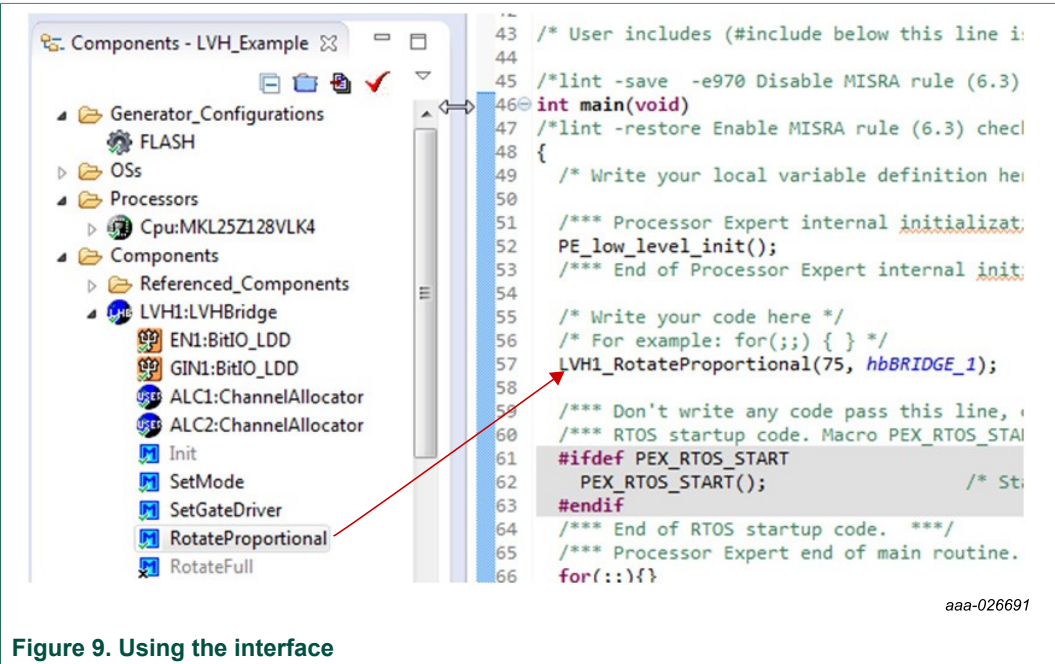 Components - LVH_Example
Generator_Configurations
FLASH
OSs
Processors
Cpu:MKL25Z128VLK4
Components
Referenced_Components
LVH1:LVHBridge
EN1:BitIO_LDD
GIN1:BitIO_LDD
ALC1:ChannelAllocator
ALC2:ChannelAllocator
Init
SetMode
SetGateDriver
RotateProportional
RotateFull
43 /* User includes (#include below this line i
44
45 /*lint -save -e970 Disable MISRA rule (6.3)
46 int main(void)
47 /*lint -restore Enable MISRA rule (6.3) chec
48 {
49 /* Write your local variable definition he
50
51 /*** Processor Expert internal initializat
52 PE_low_level_init();
53 /*** End of Processor Expert internal init
54
55 /* Write your code here */
56 /* For example: for(;;) { } */
57 LVH1_RotateProportional(75, hbBRIDGE_1);
58
59 /*** Don't write any code pass this line,
60 /*** RTOS startup code. Macro PEX_RTOS_STA
61 #ifdef PEX_RTOS_START
62 PEX_RTOS_START(); /* St
63 #endif
64 /*** End of RTOS startup code. ***/
65 /*** Processor Expert end of main routine.
66 for(;;){}
aaa-026691
Figure 9. Using the interface